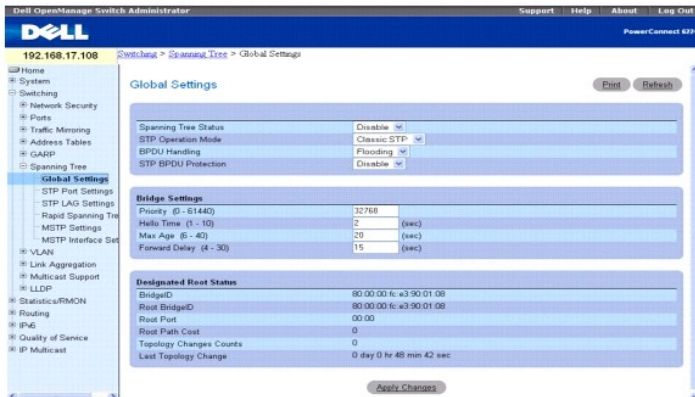 Dell OpenManage Switch Administrator
Support Help About Log Out
DELL
PowerConnect
192.168.17.108
Switching > Spanning Tree > Global Settings
Home
System
Switching
Network Security
Ports
Traffic Mirroring
Address Tables
GARP
Spanning Tree
Global Settings
STP Port Settings
STP LAG Settings
Rapid Spanning Tre
MSTP Settings
MSTP Interface Set
VLAN
Link Aggregation
Multicast Support
LLDP
Statistics/RMON
Routing
IPv6
Quality of Service
IP Multicast
Global Settings
Print Refresh
Spanning Tree Status Disable
STP Operation Mode Classic STP
BPDU Handling Flooding
STP BPDU Protection Disable
Bridge Settings
Priority (0 - 61440) 32768
Hello Time (1 - 10) 2 (sec)
Max Age (6 - 40) 20 (sec)
Forward Delay (4 - 30) 15 (sec)
Designated Root Status
BridgeID 80:00:00:fc:e3:90:01:08
Root BridgeID 80:00:00:fc:e3:90:01:08
Root Port 00:00
Root Path Cost 0
Topology Changes Counts 0
Last Topology Change 0 day 0 hr 48 min 42 sec
Apply Changes